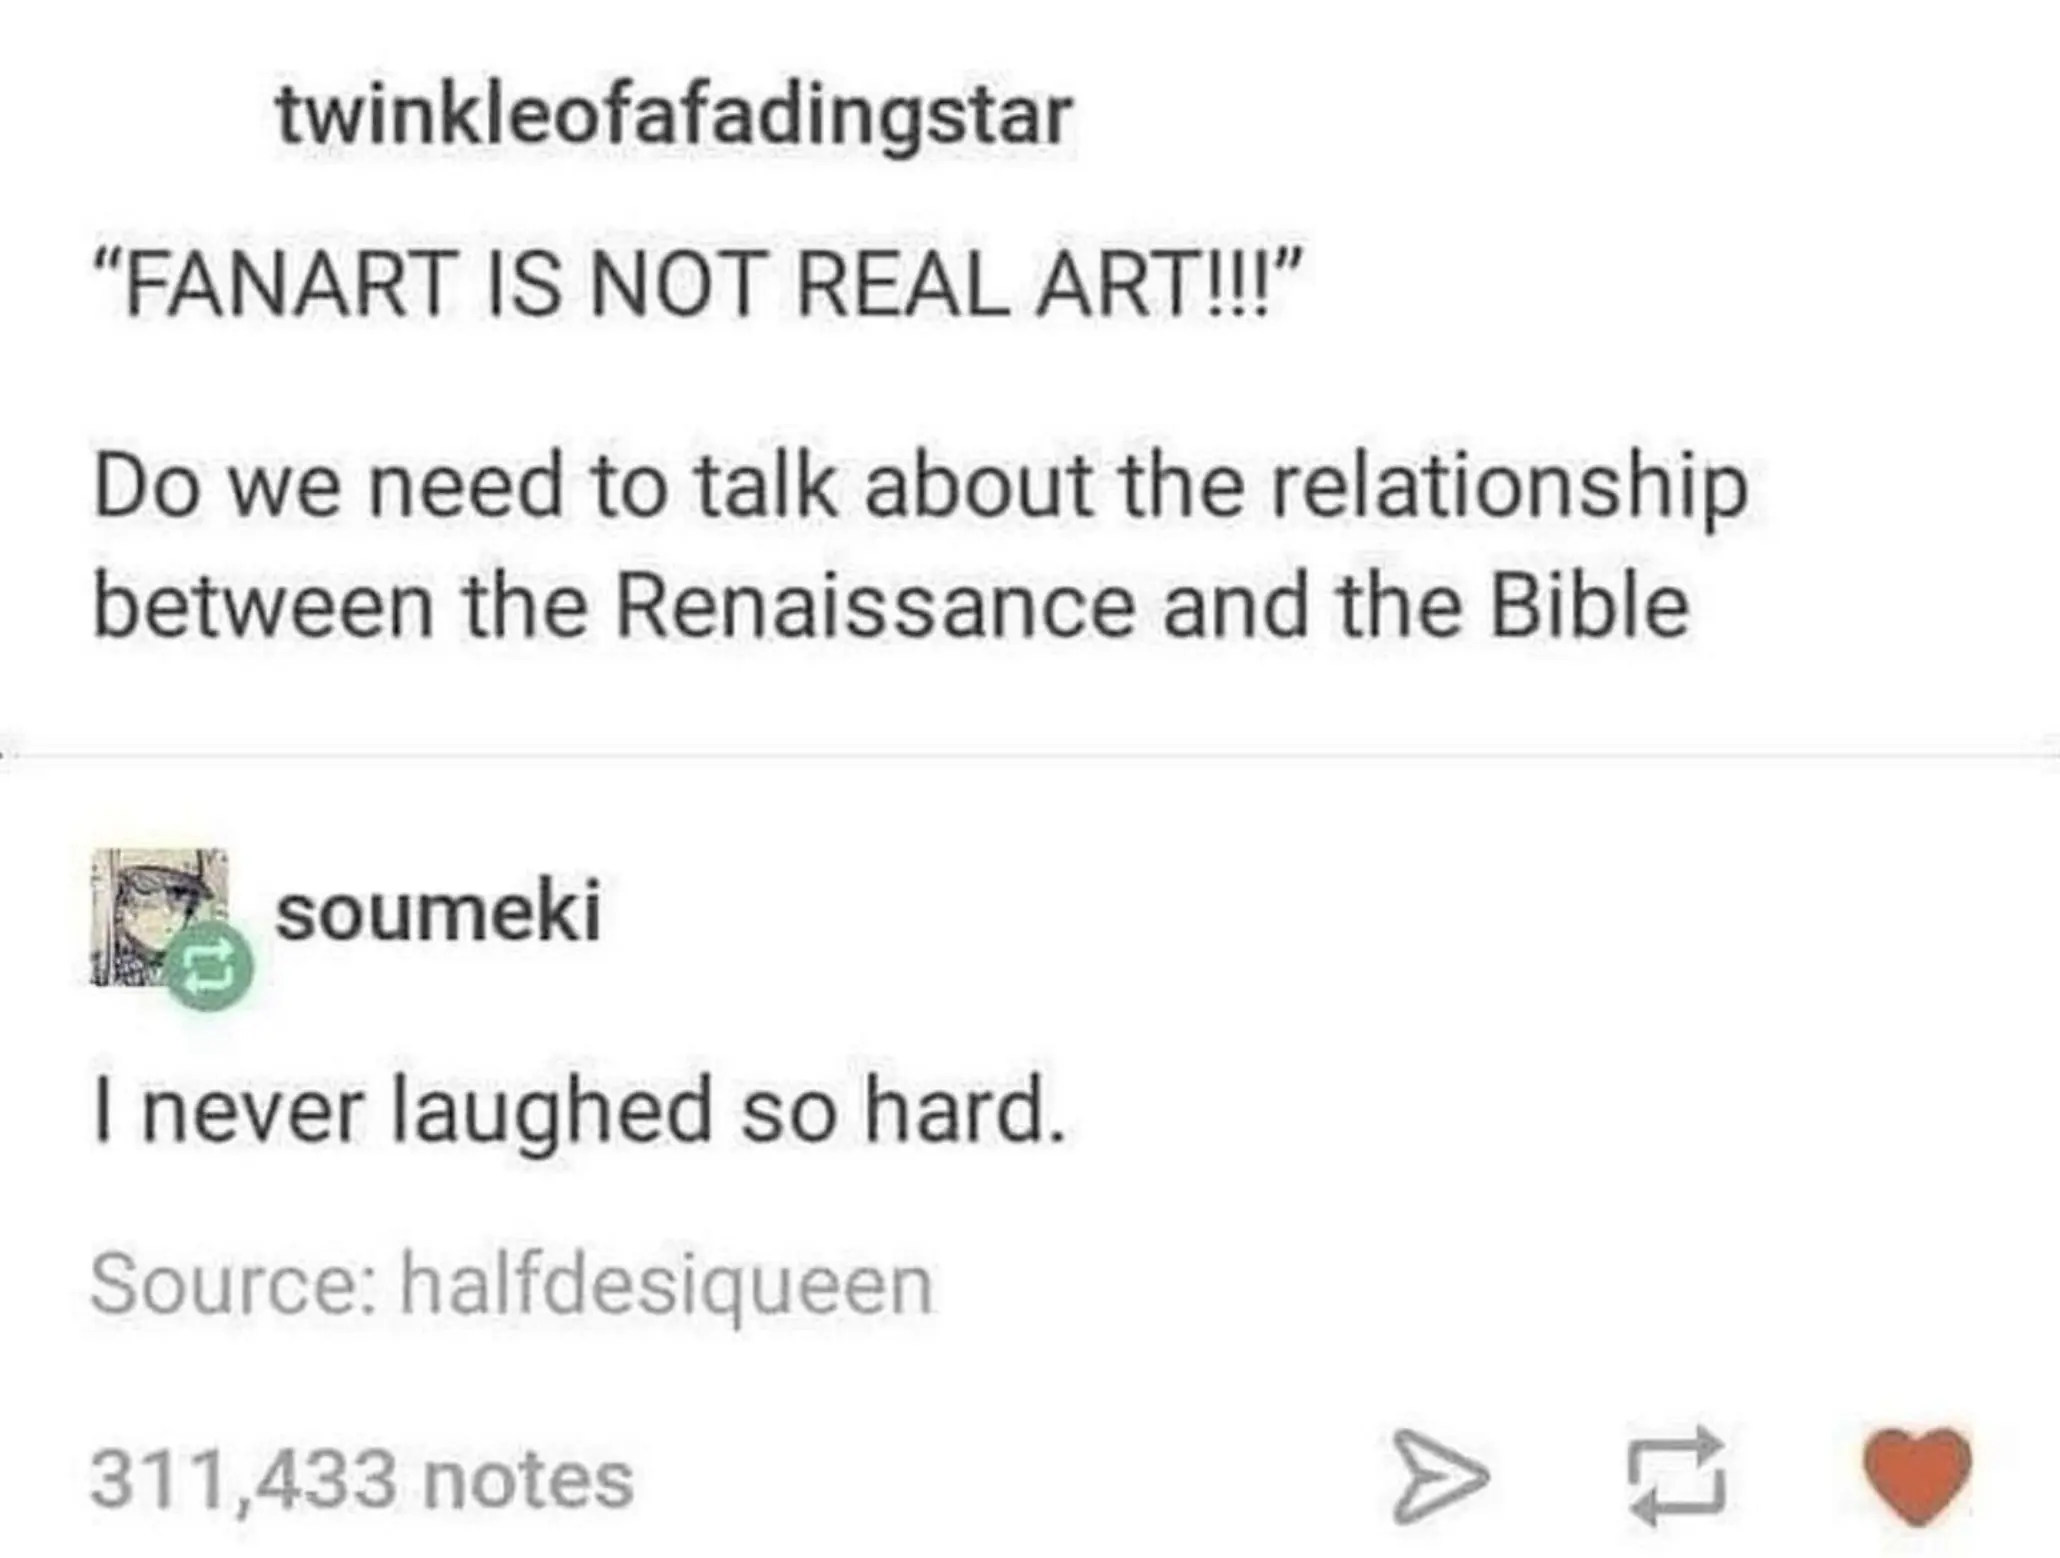 twinkleofafadingstar
“FANART IS NOT REAL ART!!!”
Do we need to talk about the relationship
between the Renaissance and the Bible
soumeki
I never laughed so hard.
Source: halfdesiqueen
311,433 notes